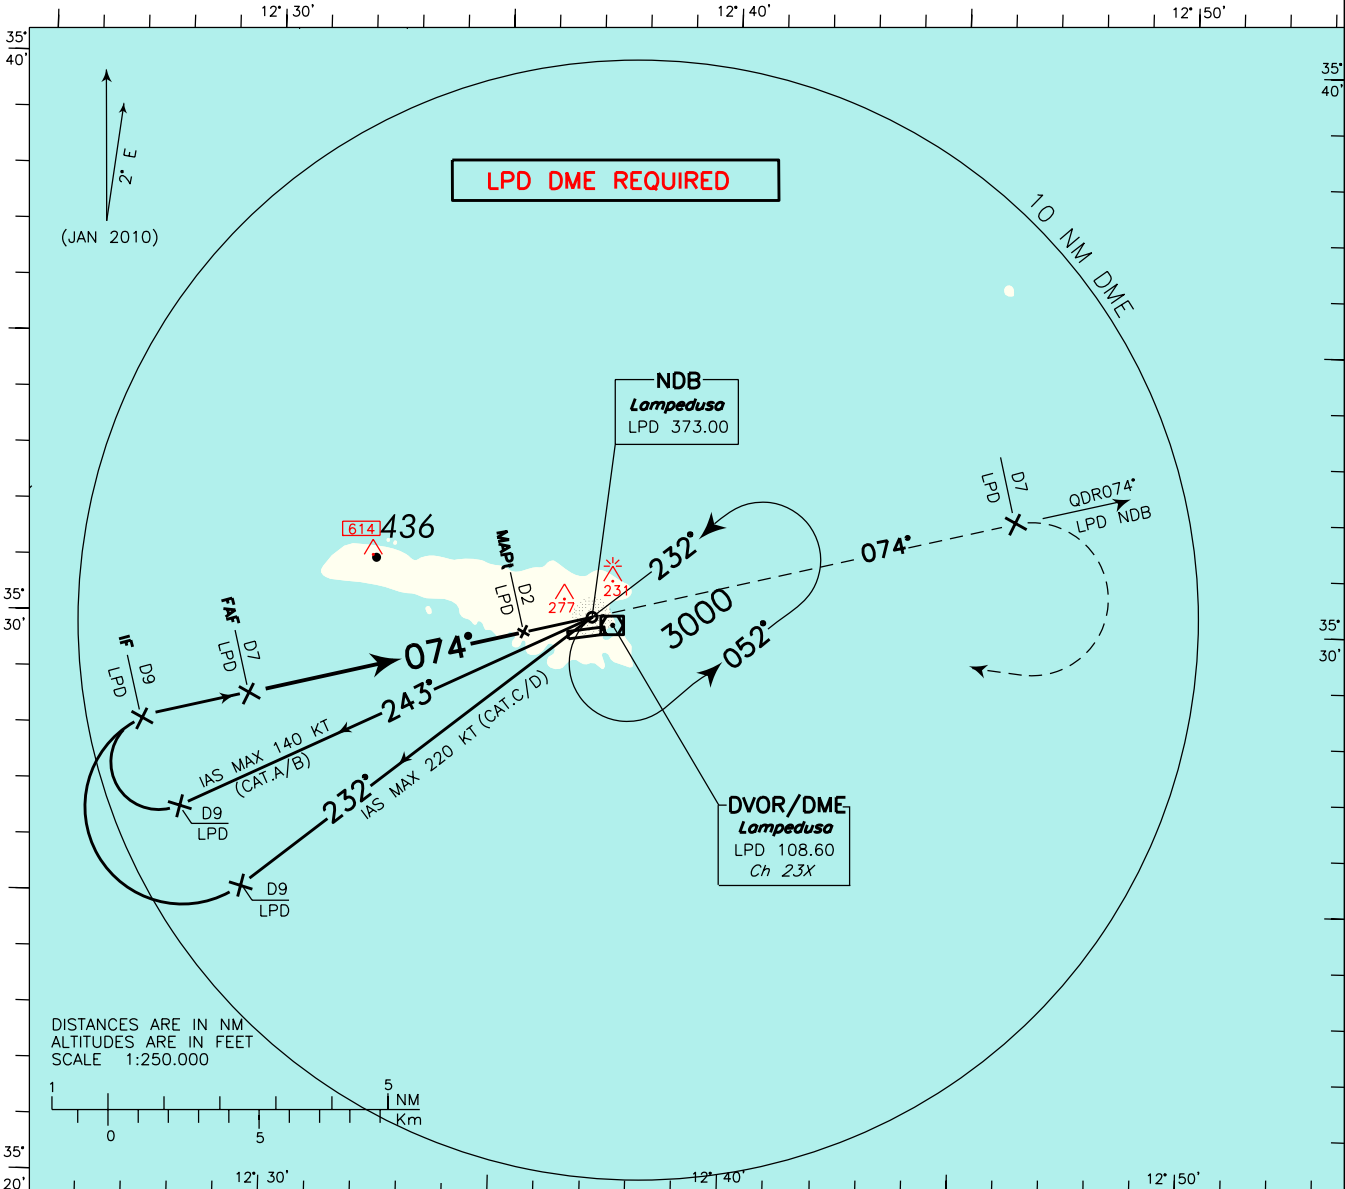 12° 30'
12° 40'
12° 50'
35°
40'
35°
40'
2° E
(JAN 2010)
LPD DME REQUIRED
10 NM DME
NDB
Lampedusa
LPD 373.00
D7
LPD
QDR074°
LPD NDB
614
436
MAPt
D2
LPD
277
231
232°
074°
3000
052°
35°
30'
35°
30'
FAF
D7
LPD
IF
D9
LPD
074°
243°
IAS MAX 140 KT
(CAT.A/B)
232°
IAS MAX 220 KT (CAT.C/D)
D9
LPD
D9
LPD
DVOR/DME
Lampedusa
LPD 108.60
Ch 23X
DISTANCES ARE IN NM
ALTITUDES ARE IN FEET
SCALE 1:250.000
1
5
NM
Km
0
5
35°
20'
12° 30'
12° 40'
12° 50'